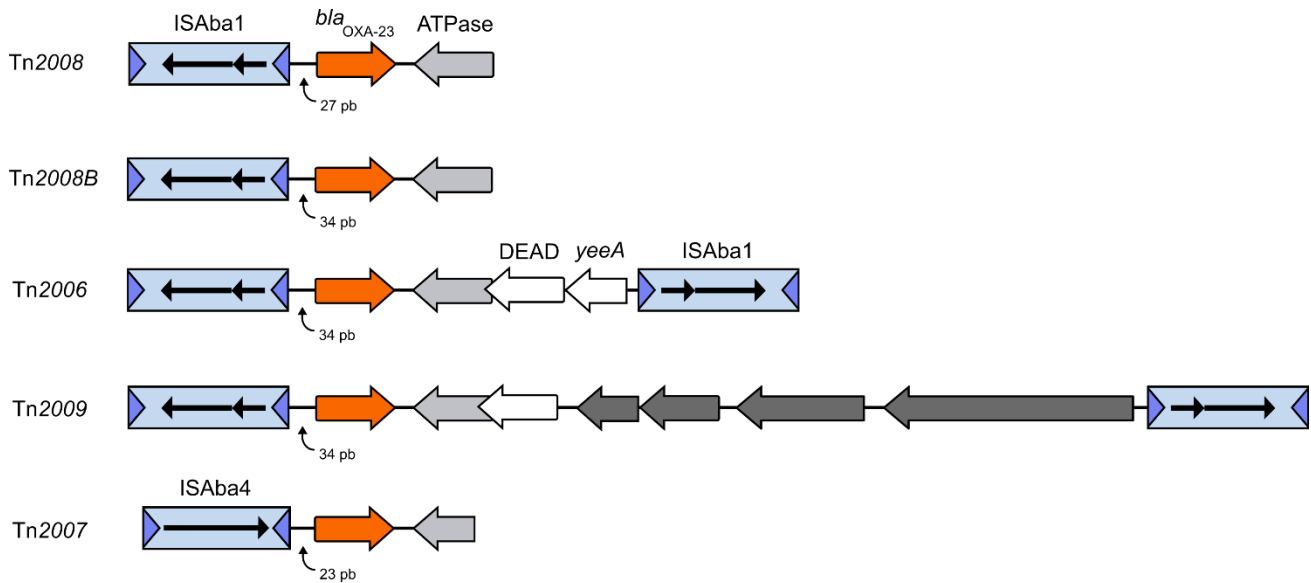 ISAba1 bla OXA-23 ATPase
Tn2008
27 pb
Tn2008B
34 pb
DEAD yeeA ISAba1
Tn2006
34 pb
Tn2009
34 pb
ISAba4
Tn2007
23 pb